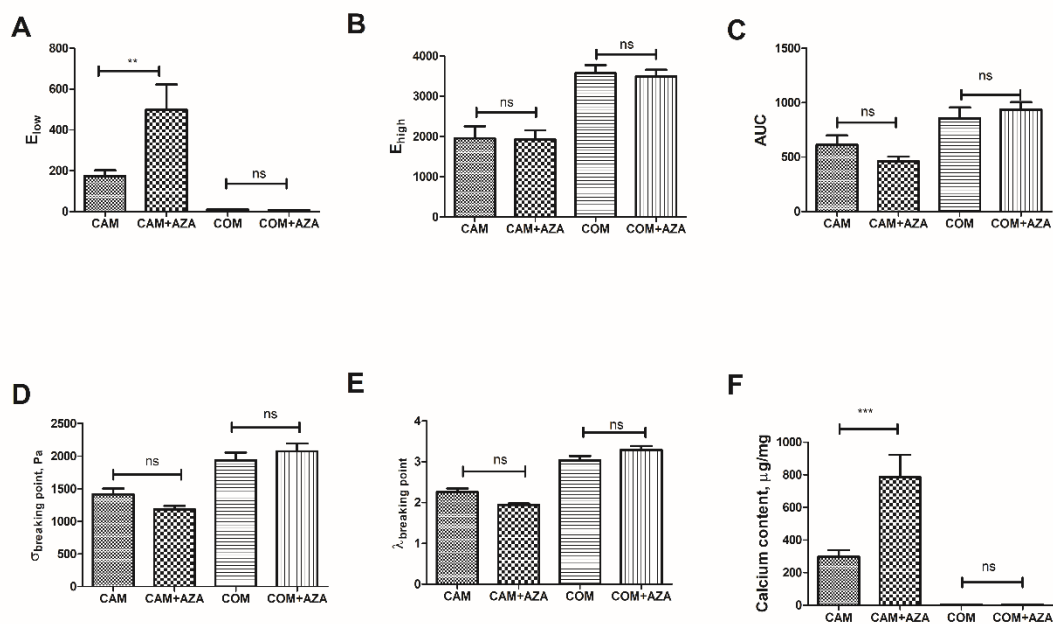 A
E_low
800
600
400
200
0
**
ns
CAM CAM+AZA COM COM+AZA
B
E_high
4000
3000
2000
1000
0
ns
ns
CAM CAM+AZA COM COM+AZA
C
AUC
1500
1000
500
0
ns
ns
CAM CAM+AZA COM COM+AZA
D
σ_breaking point, Pa
2500
2000
1500
1000
500
0
ns
ns
CAM CAM+AZA COM COM+AZA
E
λ_breaking point
4
3
2
1
0
ns
ns
CAM CAM+AZA COM COM+AZA
F
Calcium content, μg/mg
1000
800
600
400
200
0
***
ns
CAM CAM+AZA COM COM+AZA